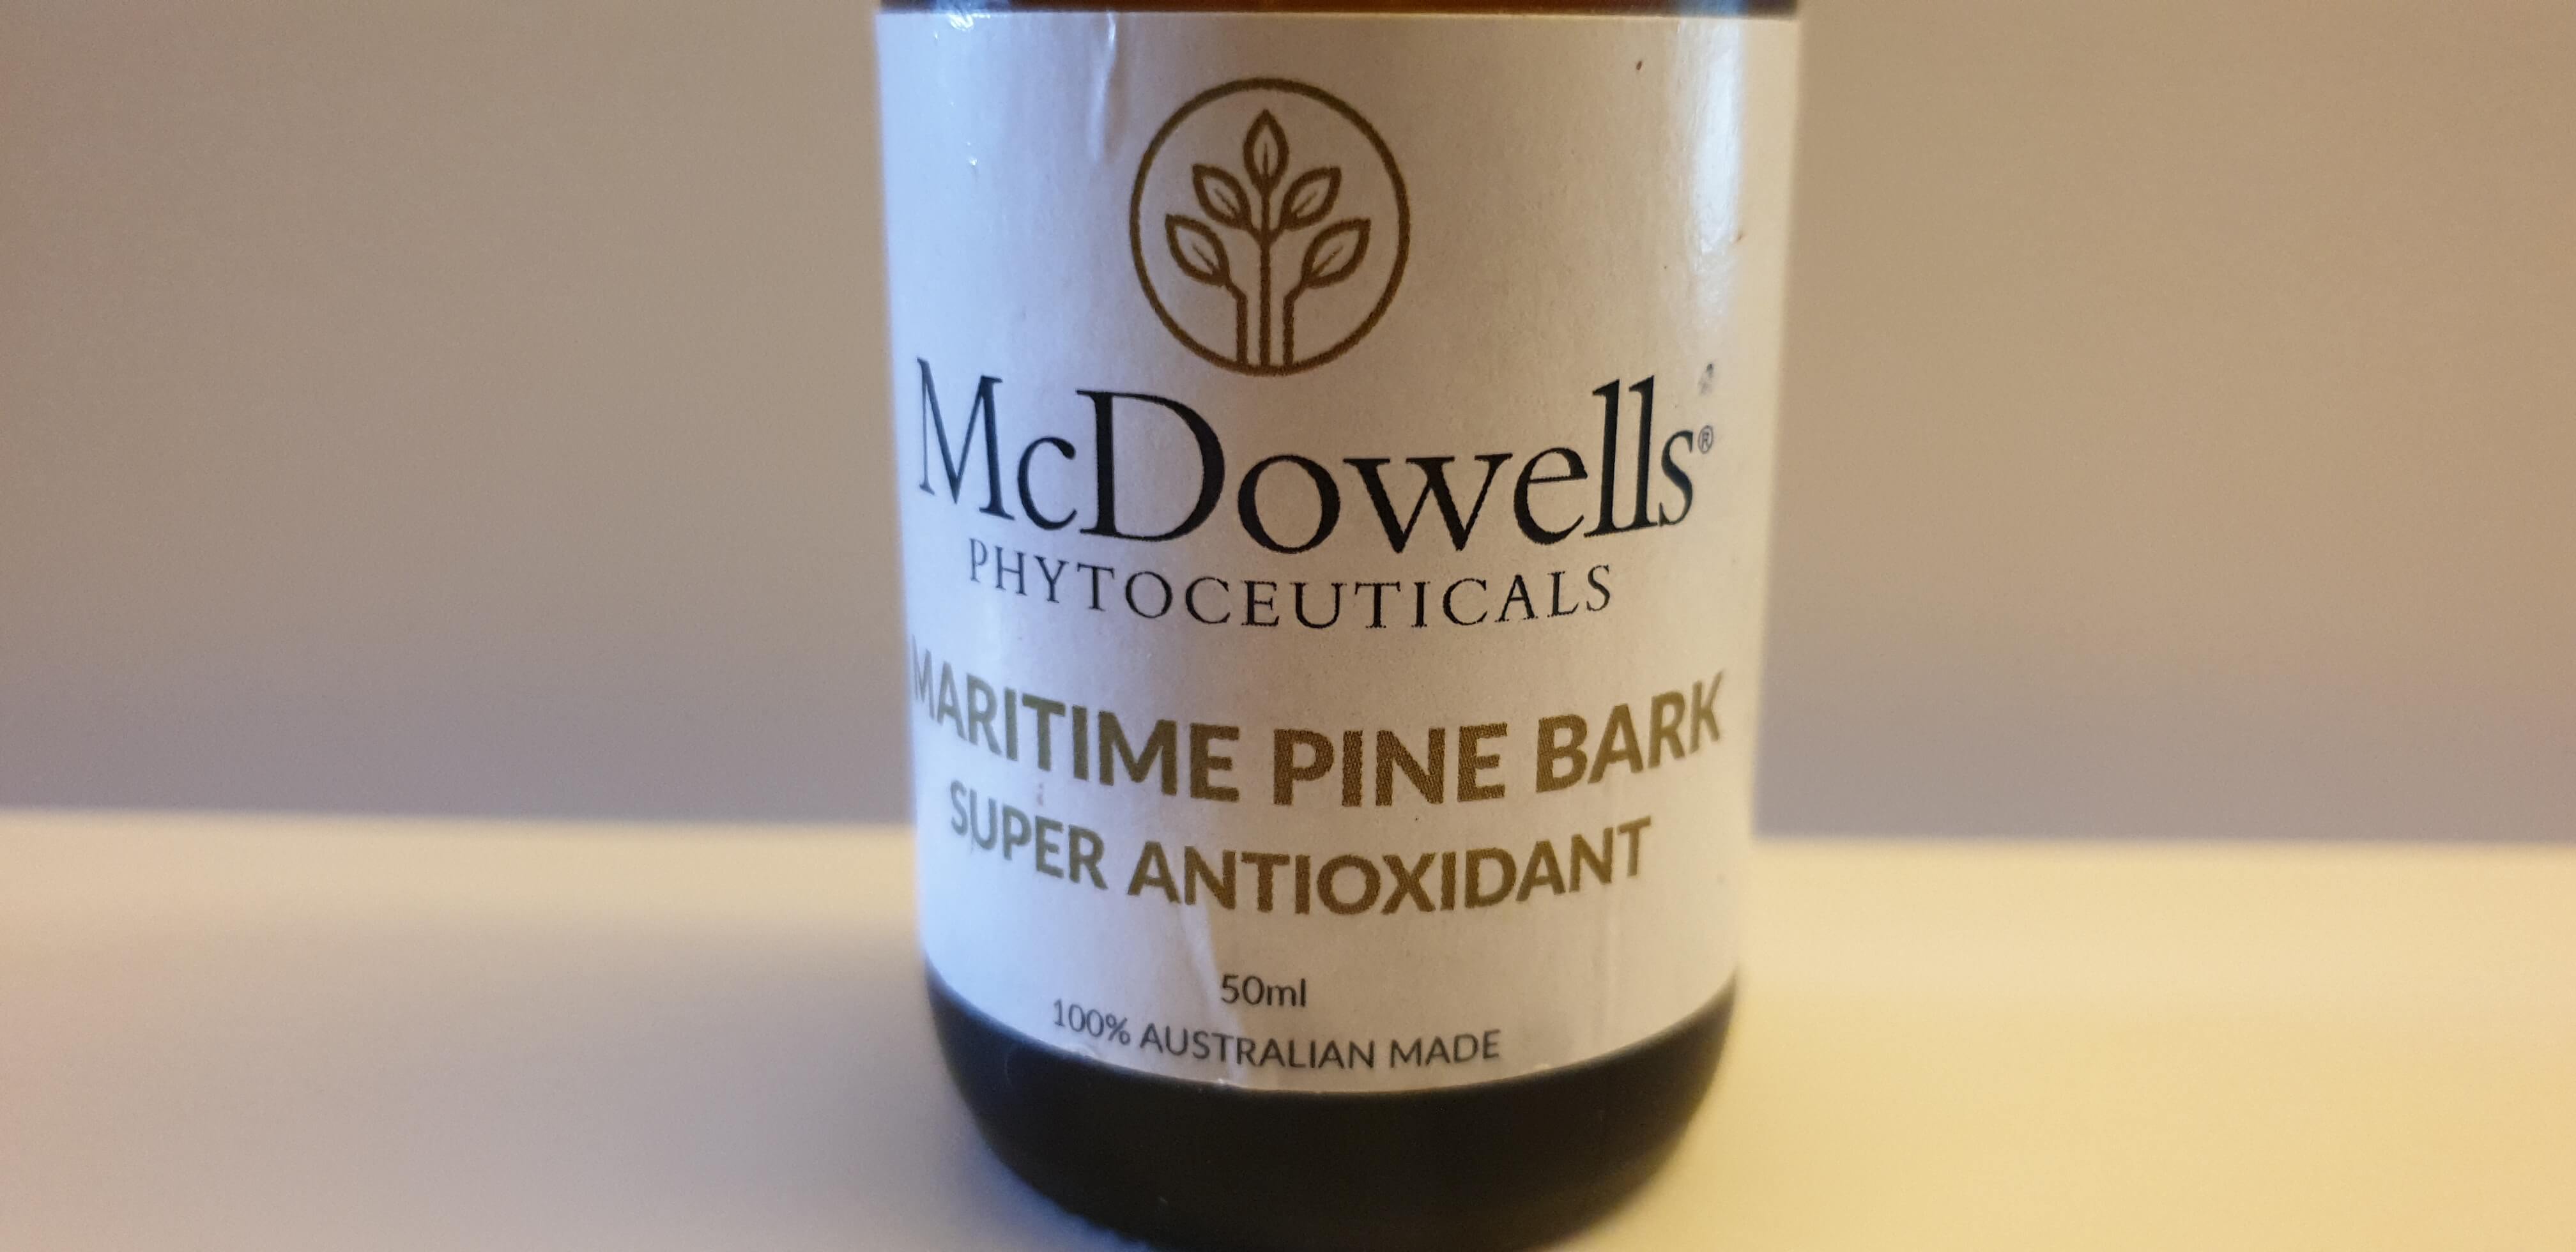 McDowells®
PHYTOCEUTICALS
MARITIME PINE BARK
SUPER ANTIOXIDANT
50ml
100% AUSTRALIAN MADE